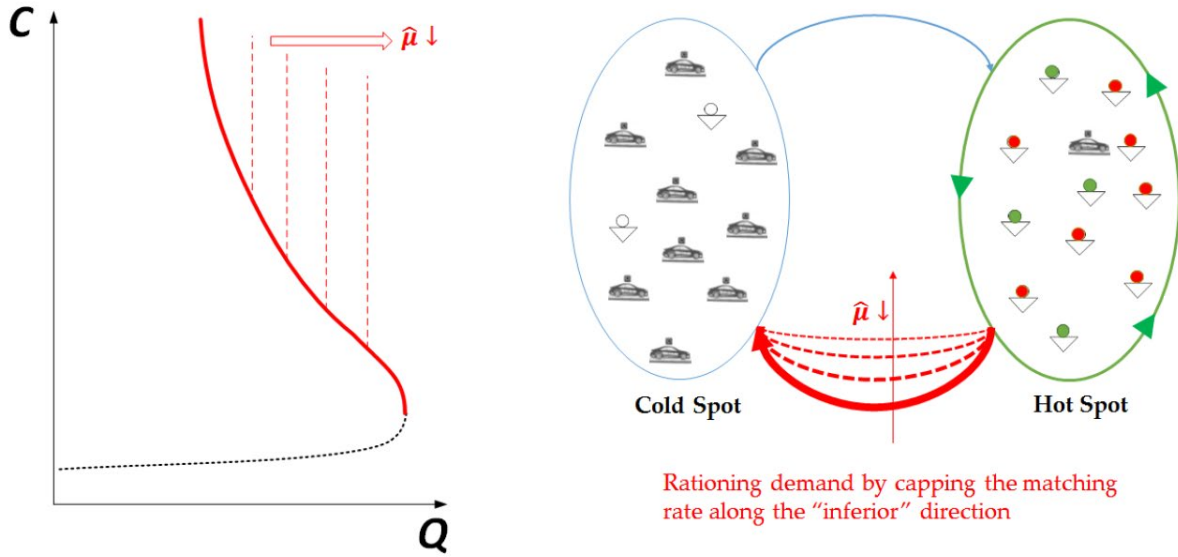 C
μ̂ ↓
Q
μ̂ ↓
Cold Spot
Hot Spot
Rationing demand by capping the matching
rate along the “inferior” direction